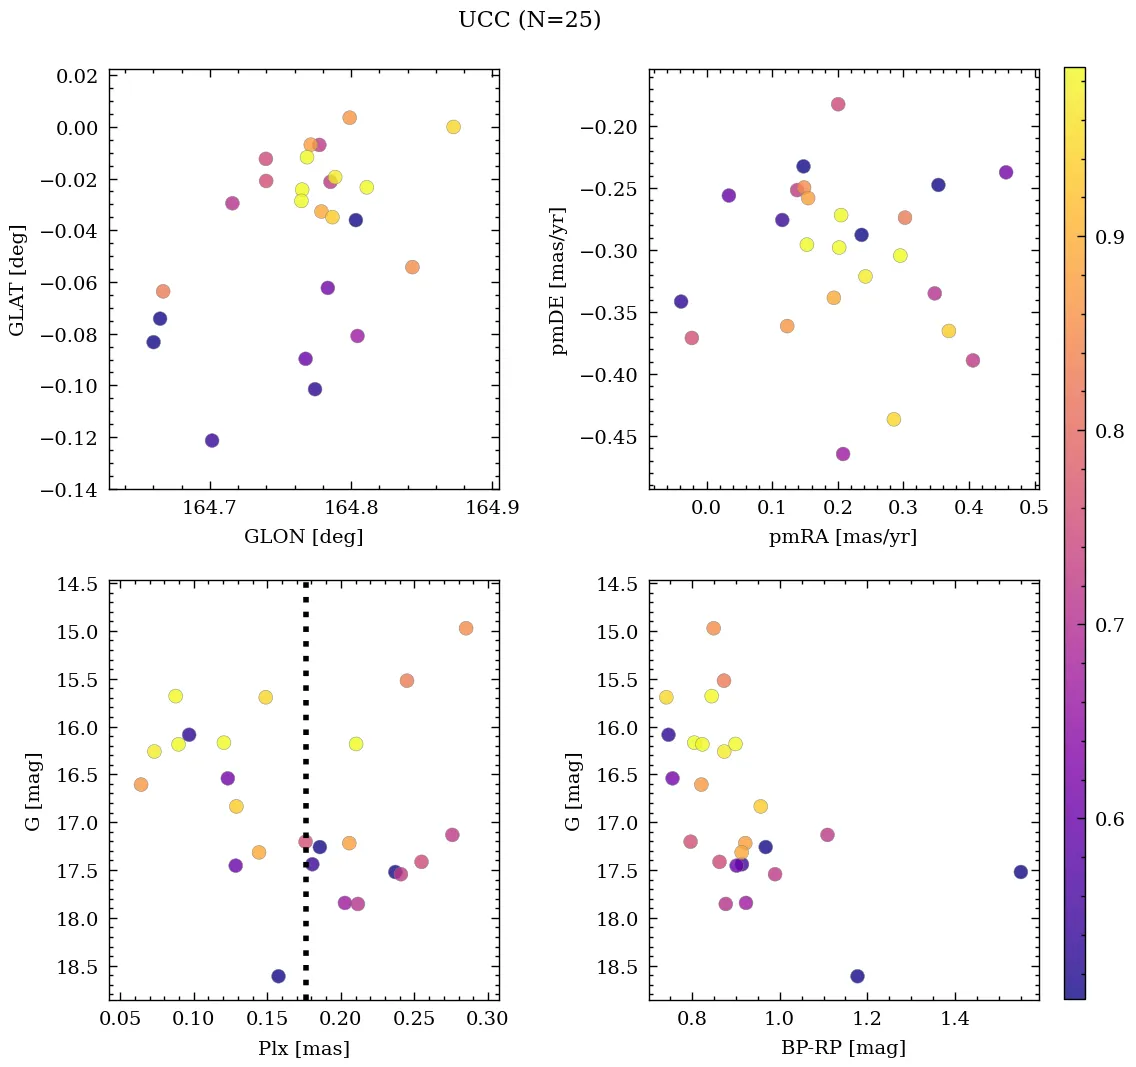 UCC (N=25)
0.02
0.00
−0.02
−0.04
−0.06
−0.08
−0.10
−0.12
−0.14
GLAT [deg]
164.7 164.8 164.9
GLON [deg]
−0.20
−0.25
−0.30
−0.35
−0.40
−0.45
pmDE [mas/yr]
0.0 0.1 0.2 0.3 0.4 0.5
pmRA [mas/yr]
14.5
15.0
15.5
16.0
16.5
17.0
17.5
18.0
18.5
G [mag]
0.05 0.10 0.15 0.20 0.25 0.30
Plx [mas]
14.5
15.0
15.5
16.0
16.5
17.0
17.5
18.0
18.5
G [mag]
0.8 1.0 1.2 1.4
BP-RP [mag]
0.9
0.8
0.7
0.6